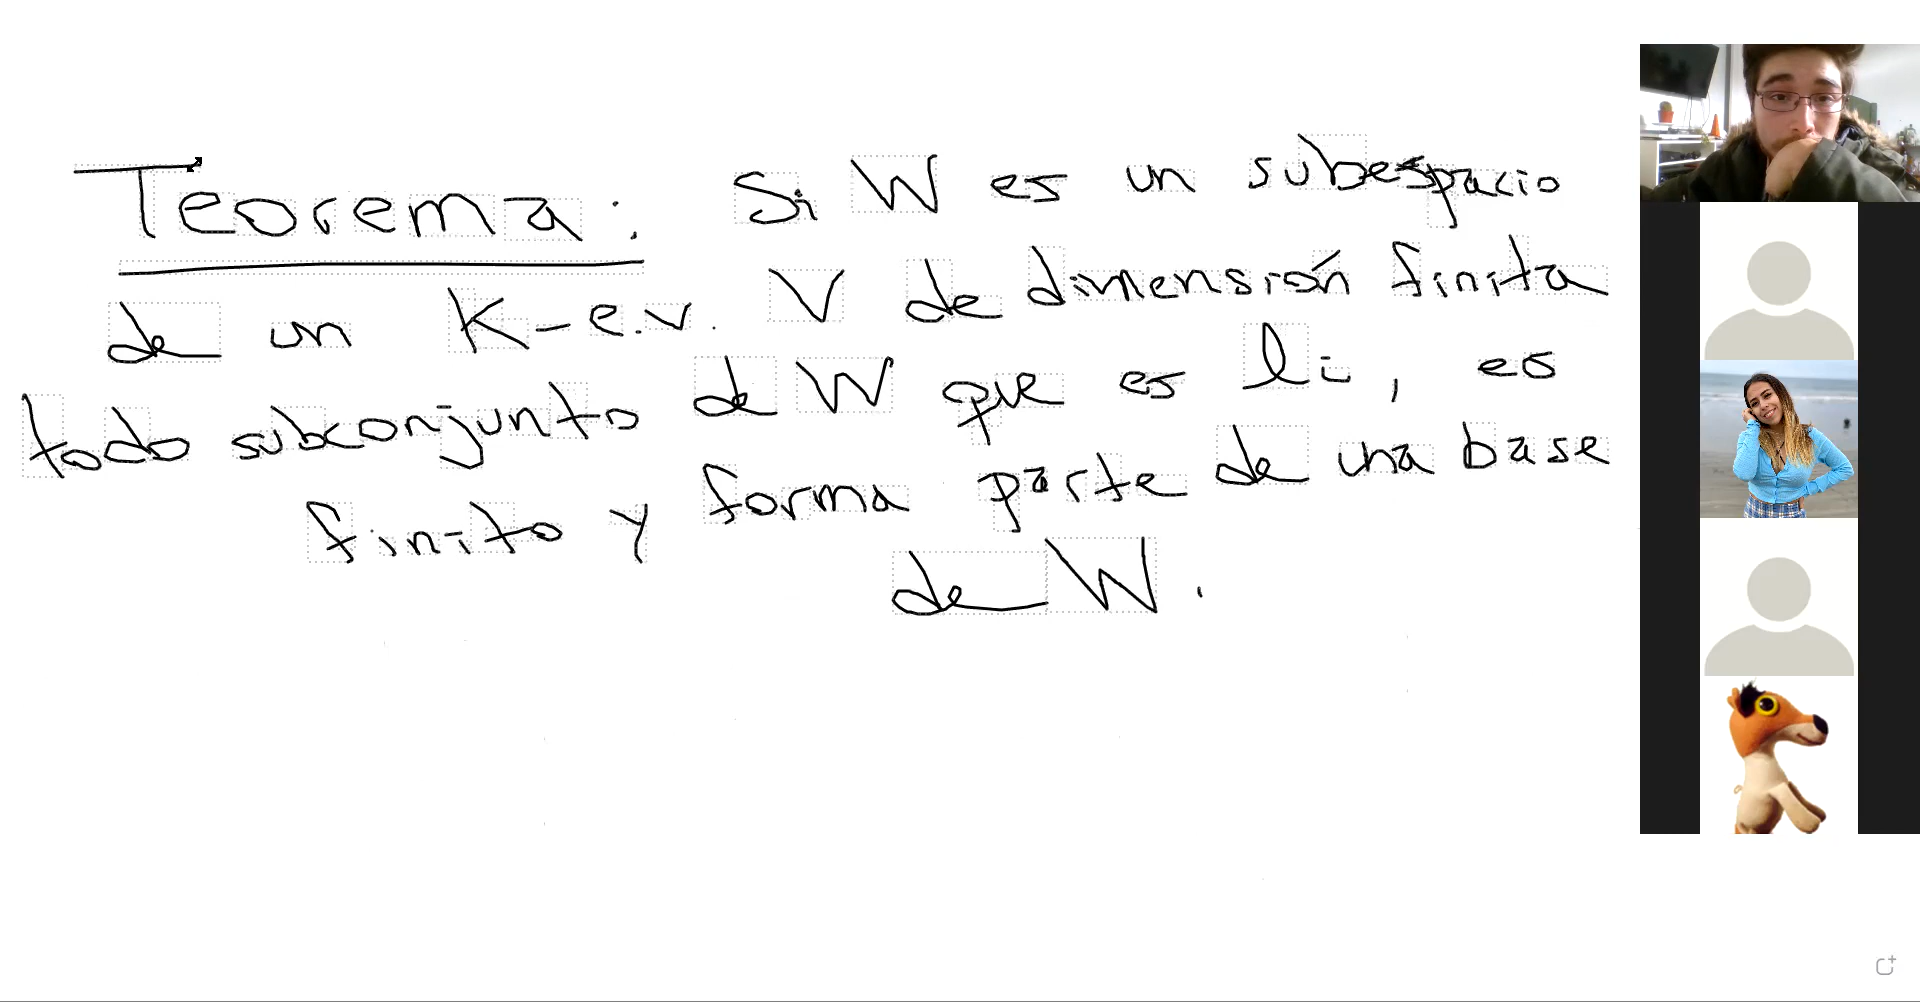 Teorema: Si W es un subespacio
de un K-e.v. V de dimensión finita
todo subconjunto de W que es li, es
finito y forma parte de una base
de W.